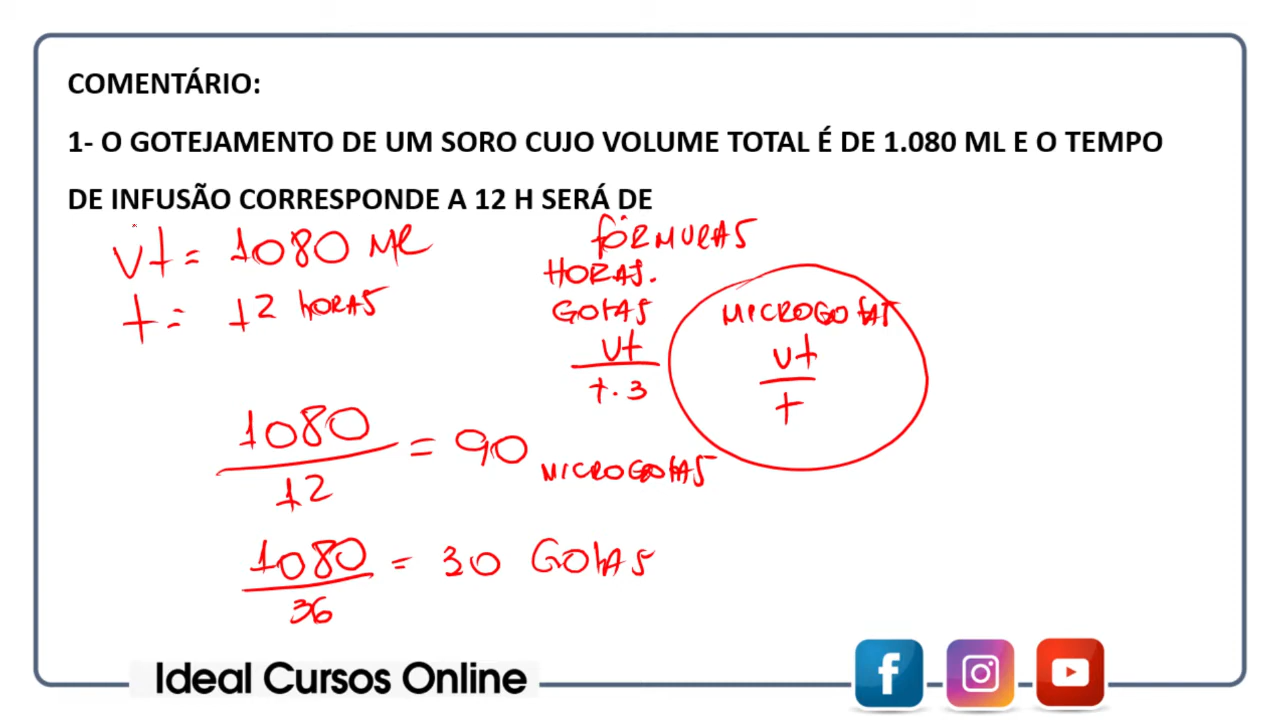 COMENTÁRIO:
1- O GOTEJAMENTO DE UM SORO CUJO VOLUME TOTAL É DE 1.080 ML E O TEMPO
DE INFUSÃO CORRESPONDE A 12 H SERÁ DE
vt = 1080 ML
t = 12 HORAS
FÓRMULAS
HORAS.
GOTAS
vt
t.3
MICROGOTAS
vt
t
1080
12
= 90 MICROGOTAS
1080
36
= 30 GOTAS
Ideal Cursos Online